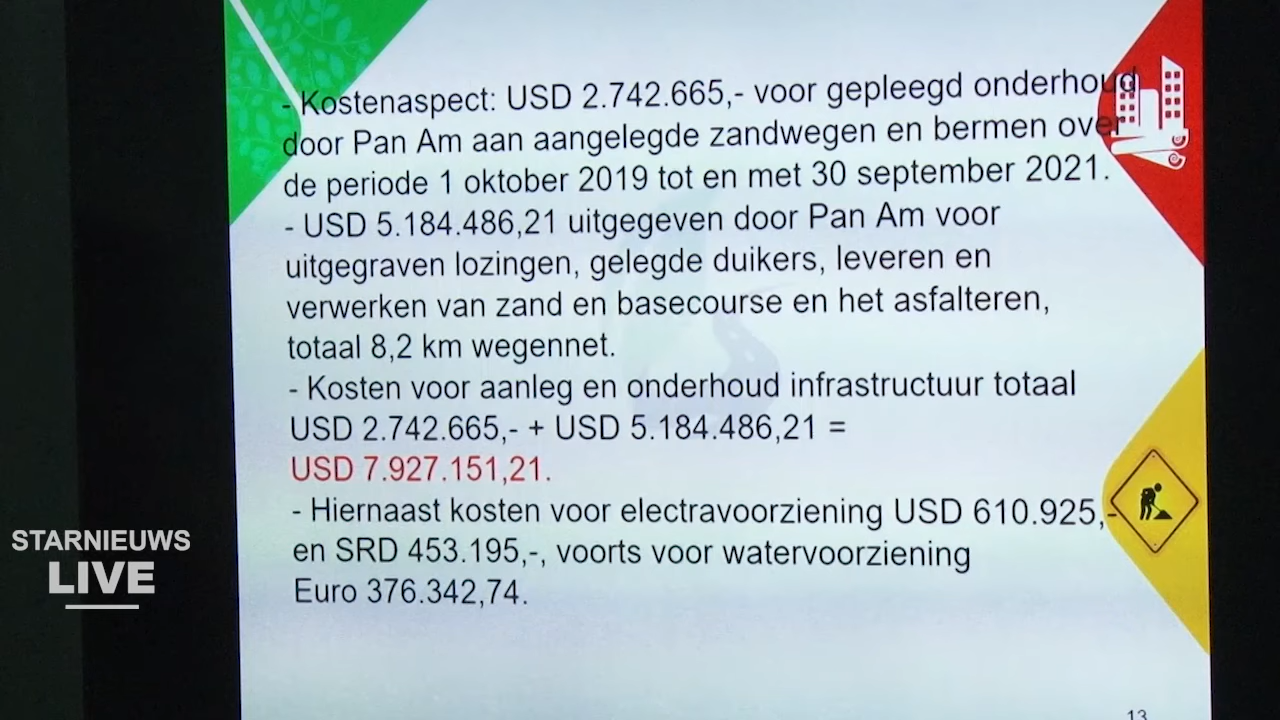 - Kostenaspect: USD 2.742.665,- voor gepleegd onderhoud
door Pan Am aan aangelegde zandwegen en bermen over
de periode 1 oktober 2019 tot en met 30 september 2021.
- USD 5.184.486,21 uitgegeven door Pan Am voor
uitgegraven lozingen, gelegde duikers, leveren en
verwerken van zand en basecourse en het asfalteren,
totaal 8,2 km wegennet.
- Kosten voor aanleg en onderhoud infrastructuur totaal
USD 2.742.665,- + USD 5.184.486,21 =
USD 7.927.151,21.
- Hiernaast kosten voor electravoorziening USD 610.925,-
en SRD 453.195,-, voorts voor watervoorziening
Euro 376.342,74.
STARNIEUWS
LIVE
13